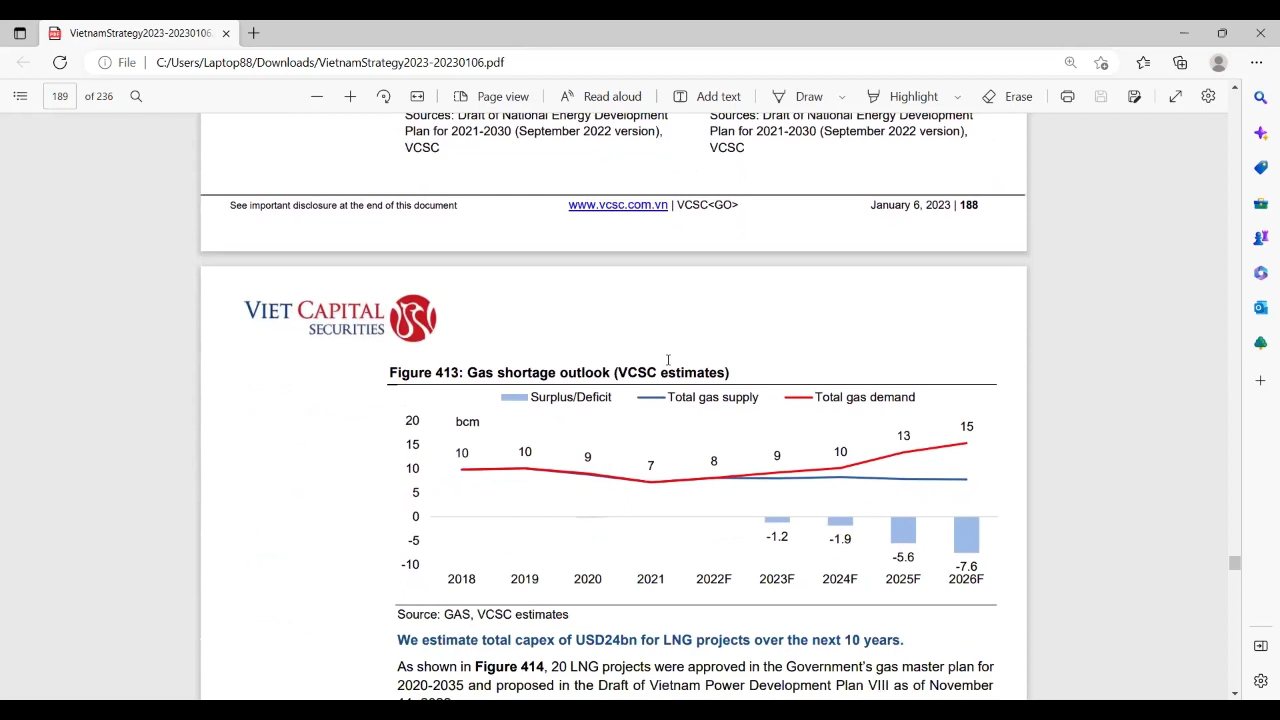 VietnamStrategy2023-20230106.
File C:/Users/Laptop88/Downloads/VietnamStrategy2023-20230106.pdf
189 of 236 Page view Read aloud Add text Draw Highlight Erase
Sources: Draft of National Energy Development Sources: Draft of National Energy Development
Plan for 2021-2030 (September 2022 version), Plan for 2021-2030 (September 2022 version),
VCSC VCSC
See important disclosure at the end of this document www.vcsc.com.vn | VCSC<GO> January 6, 2023 | 188
VIET CAPITAL
SECURITIES
Figure 413: Gas shortage outlook (VCSC estimates)
Surplus/Deficit Total gas supply Total gas demand
20 bcm
15
10
5
0
-5
-10
10 10 9 7 8 9 10 13 15
-1.2 -1.9 -5.6 -7.6
2018 2019 2020 2021 2022F 2023F 2024F 2025F 2026F
Source: GAS, VCSC estimates
We estimate total capex of USD24bn for LNG projects over the next 10 years.
As shown in Figure 414, 20 LNG projects were approved in the Government's gas master plan for
2020-2035 and proposed in the Draft of Vietnam Power Development Plan VIII as of November